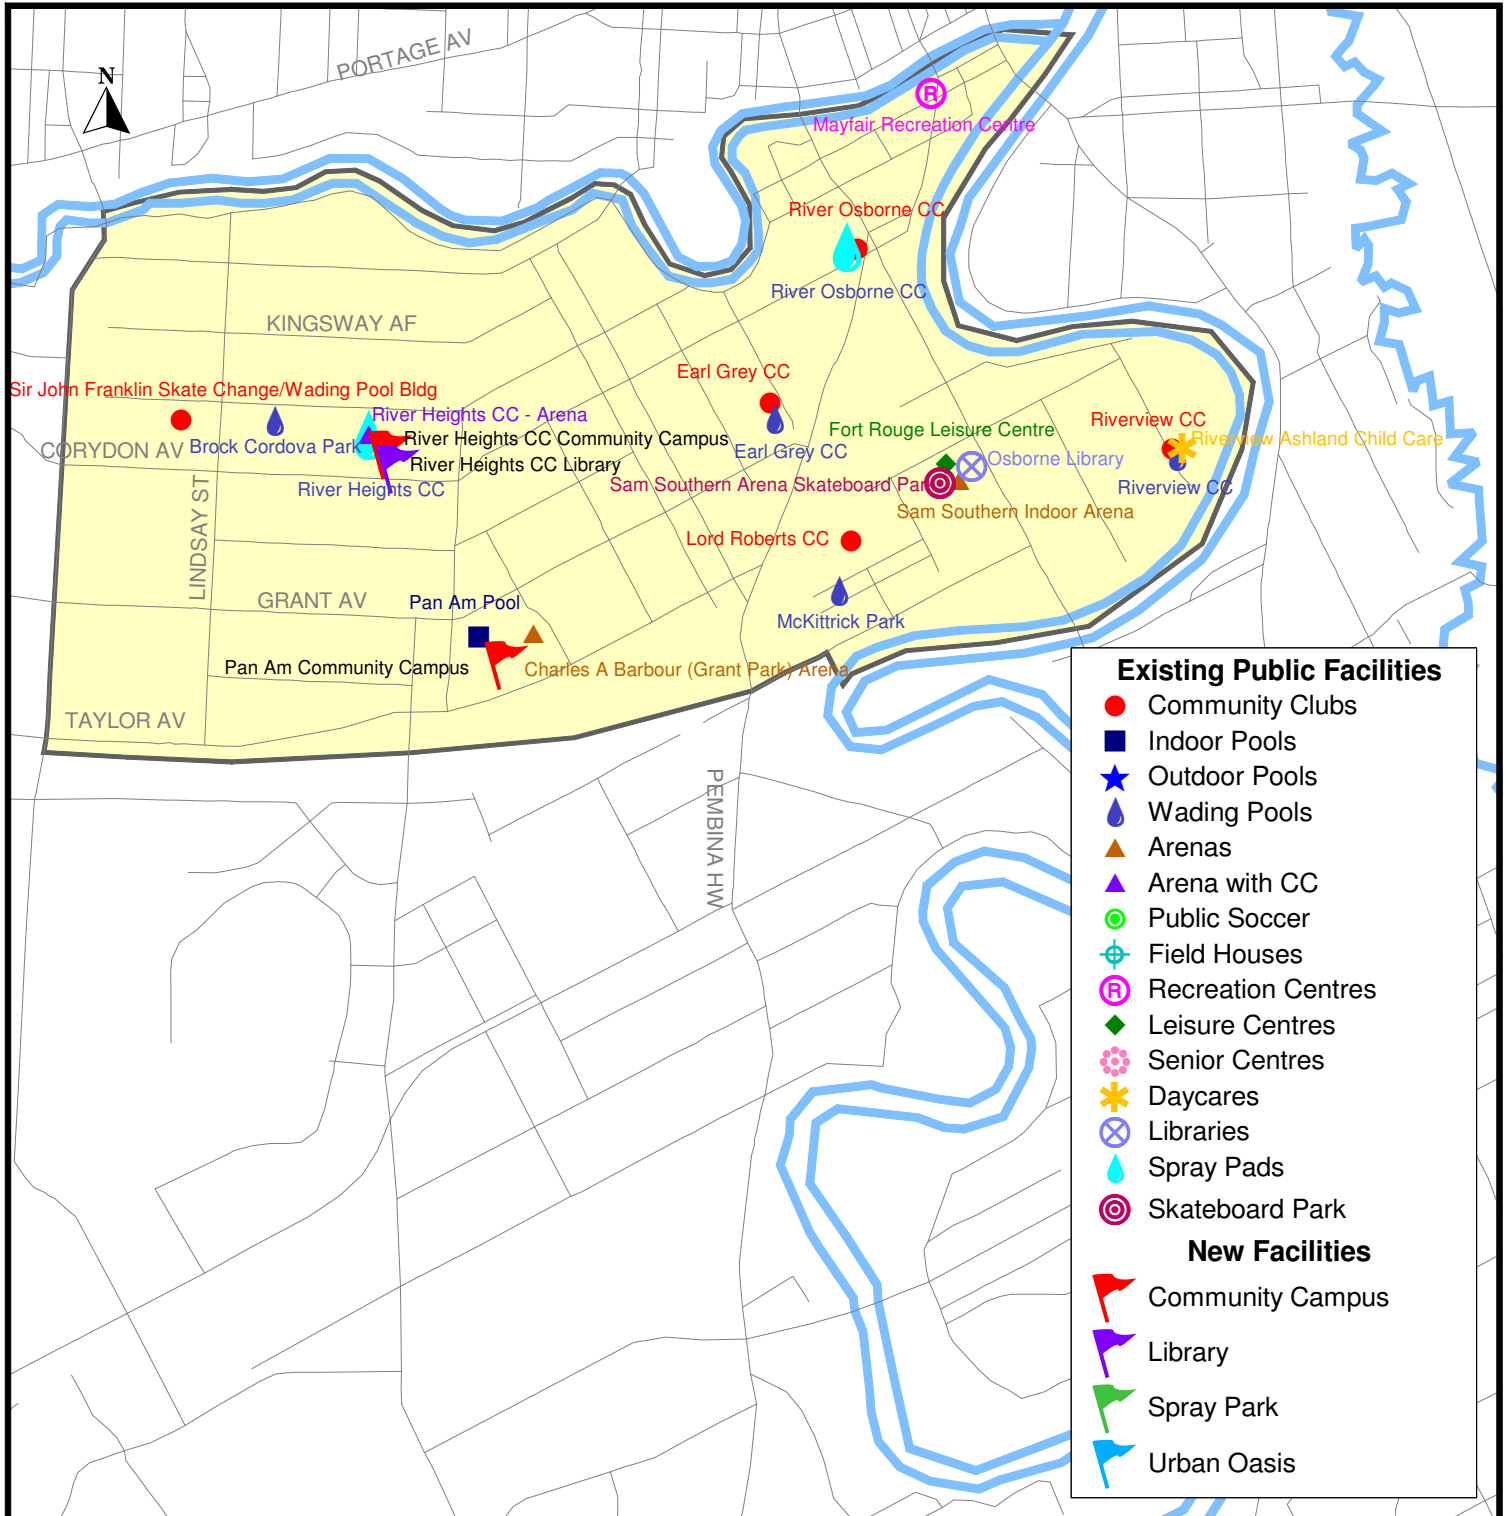 PORTAGE AV
N
R
Mayfair Recreation Centre
River Osborne CC
River Osborne CC
KINGSWAY AF
Earl Grey CC
Sir John Franklin Skate Change/Wading Pool Bldg
River Heights CC - Arena
Riverview CC
Fort Rouge Leisure Centre
River Heights CC Community Campus
Riverview Ashland Child Care
CORYDON AV
Brock Cordova Park
Earl Grey CC
Osborne Library
River Heights CC Library
River Heights CC
Sam Southern Arena Skateboard Park
Riverview CC
Sam Southern Indoor Arena
LINDSAY ST
Lord Roberts CC
GRANT AV
Pan Am Pool
McKittrick Park
Pan Am Community Campus
Charles A Barbour (Grant Park) Arena
TAYLOR AV
PEMBINA HW
Existing Public Facilities
Community Clubs
Indoor Pools
Outdoor Pools
Wading Pools
Arenas
Arena with CC
Public Soccer
Field Houses
R Recreation Centres
Leisure Centres
Senior Centres
Daycares
Libraries
Spray Pads
Skateboard Park
New Facilities
Community Campus
Library
Spray Park
Urban Oasis